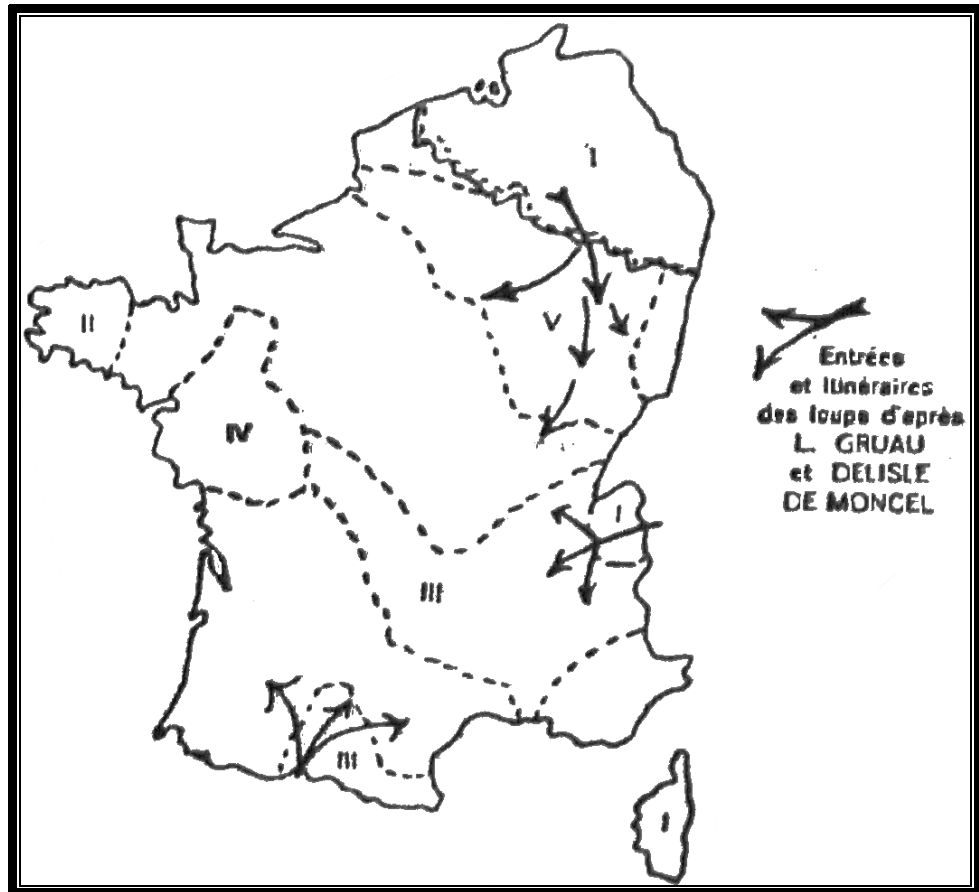 I
II
V
IV
I
III
III
I
Entrées
et Itinéraires
des loups d'après
L. GRUAU
et DELISLE
DE MONCEL